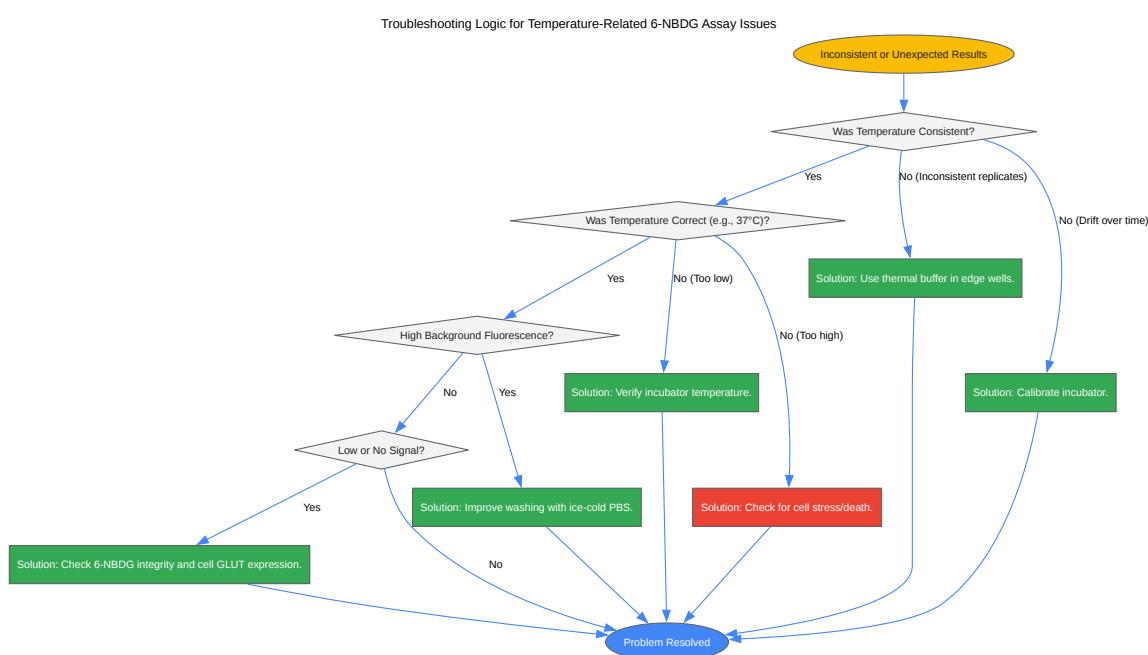 Troubleshooting Logic for Temperature-Related 6-NBDG Assay Issues
Inconsistent or Unexpected Results
Was Temperature Consistent?
Yes
No (Inconsistent replicates)
No (Drift over time)
Was Temperature Correct (e.g., 37°C)?
Yes
No (Too low)
No (Too high)
Solution: Use thermal buffer in edge wells.
High Background Fluorescence?
No
Yes
Solution: Verify incubator temperature.
Solution: Calibrate incubator.
Low or No Signal?
Yes
No
Solution: Improve washing with ice-cold PBS.
Solution: Check for cell stress/death.
Solution: Check 6-NBDG integrity and cell GLUT expression.
Problem Resolved